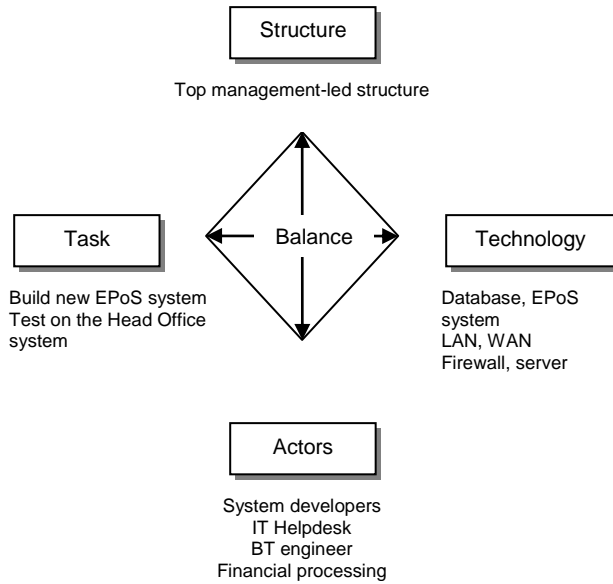 Structure
Top management-led structure
Task
Balance
Technology
Build new EPoS system
Test on the Head Office
system
Database, EPoS
system
LAN, WAN
Firewall, server
Actors
System developers
IT Helpdesk
BT engineer
Financial processing